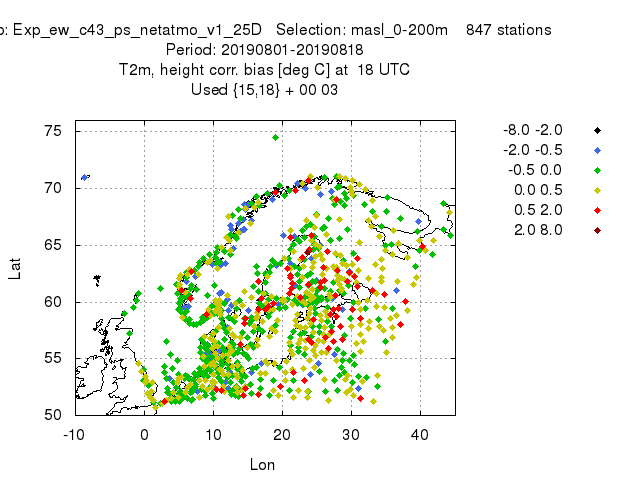 : Exp_ew_c43_ps_netatmo_v1_25D Selection: masl_0-200m 847 stations
Period: 20190801-20190818
T2m, height corr. bias [deg C] at 18 UTC
Used {15,18} + 00 03
75
70
65
60
55
50
-10 0 10 20 30 40
Lat
Lon
-8.0 -2.0
-2.0 -0.5
-0.5 0.0
0.0 0.5
0.5 2.0
2.0 8.0